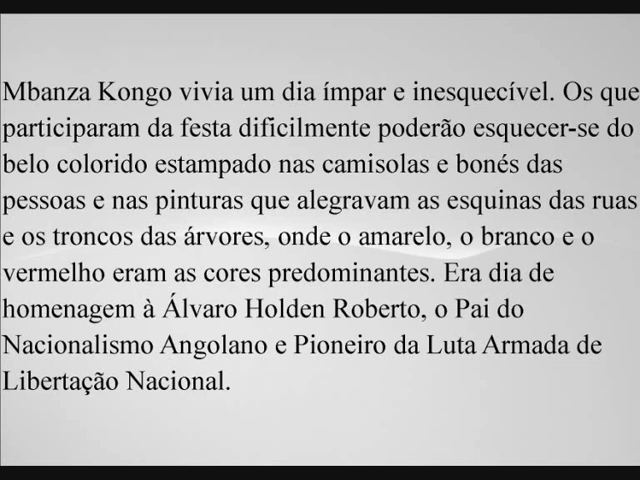 Mbanza Kongo vivia um dia ímpar e inesquecível. Os que
participaram da festa dificilmente poderão esquecer-se do
belo colorido estampado nas camisolas e bonés das
pessoas e nas pinturas que alegravam as esquinas das ruas
e os troncos das árvores, onde o amarelo, o branco e o
vermelho eram as cores predominantes. Era dia de
homenagem à Álvaro Holden Roberto, o Pai do
Nacionalismo Angolano e Pioneiro da Luta Armada de
Libertação Nacional.